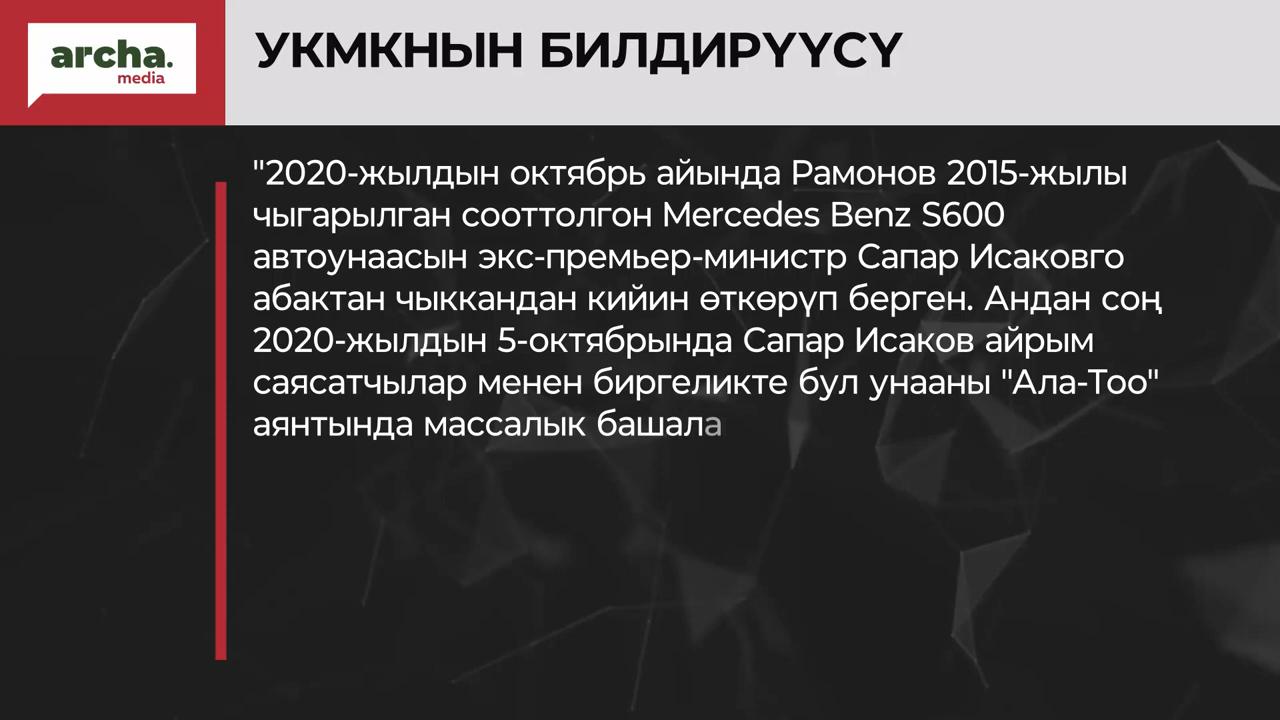 archa.
media
УКМКНЫН БИЛДИРҮҮСҮ
"2020-жылдын октябрь айында Рамонов 2015-жылы
чыгарылган сооттолгон Mercedes Benz S600
автоунаасын экс-премьер-министр Сапар Исаковго
абактан чыккандан кийин өткөрүп берген. Андан соң
2020-жылдын 5-октябрында Сапар Исаков айрым
саясатчылар менен биргеликте бул унааны "Ала-Тоо"
аянтында массалык башала